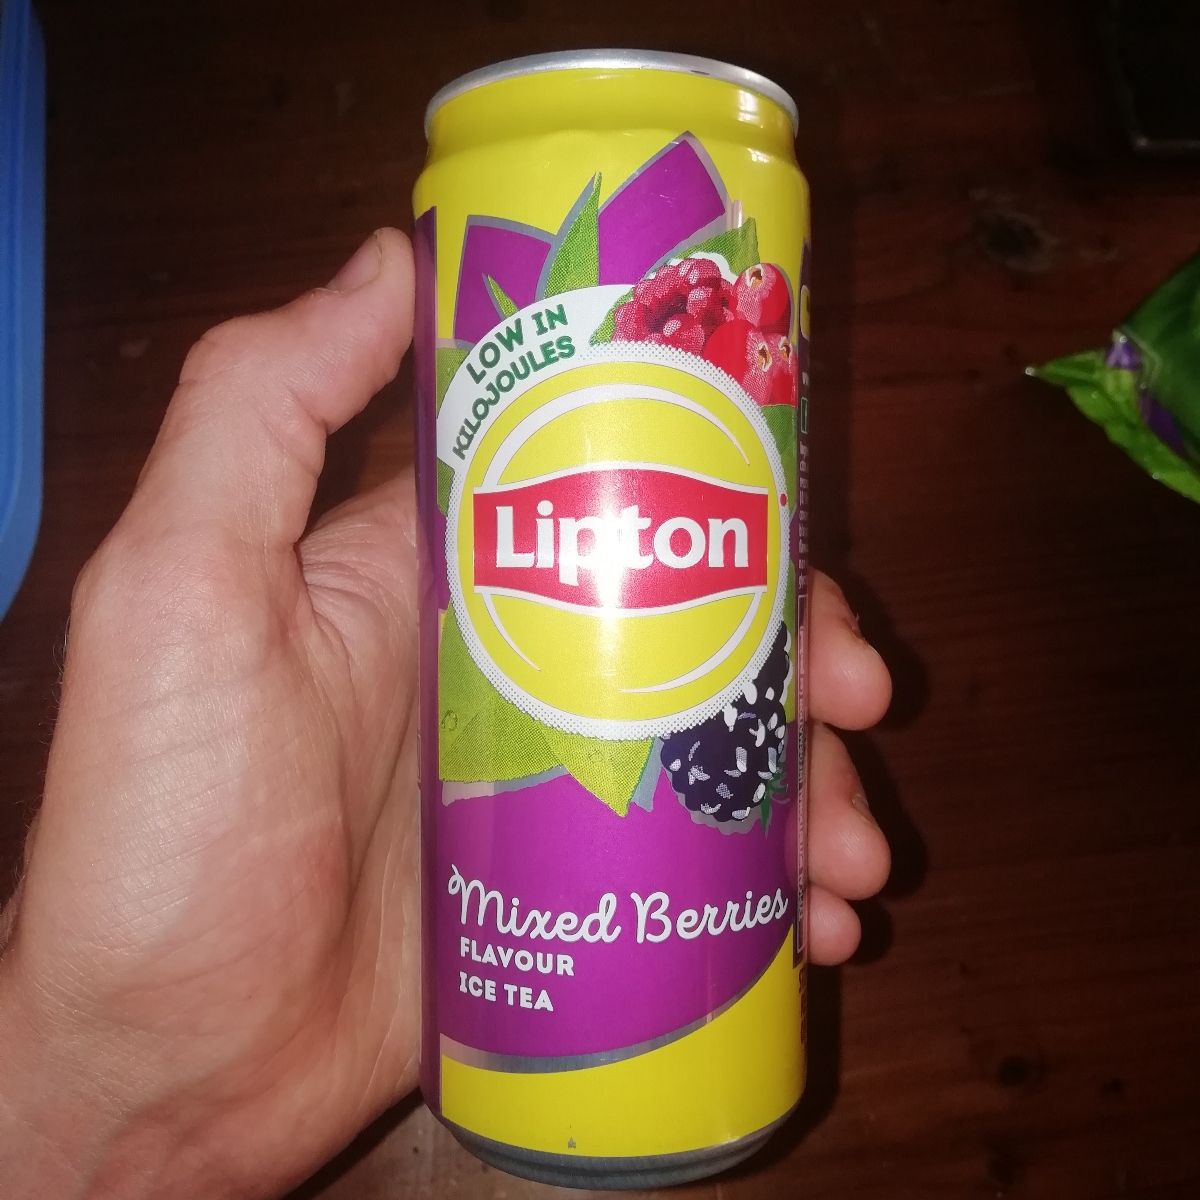 LOW IN
KILOJOULES
Lipton
Mixed Berries
FLAVOUR
ICE TEA